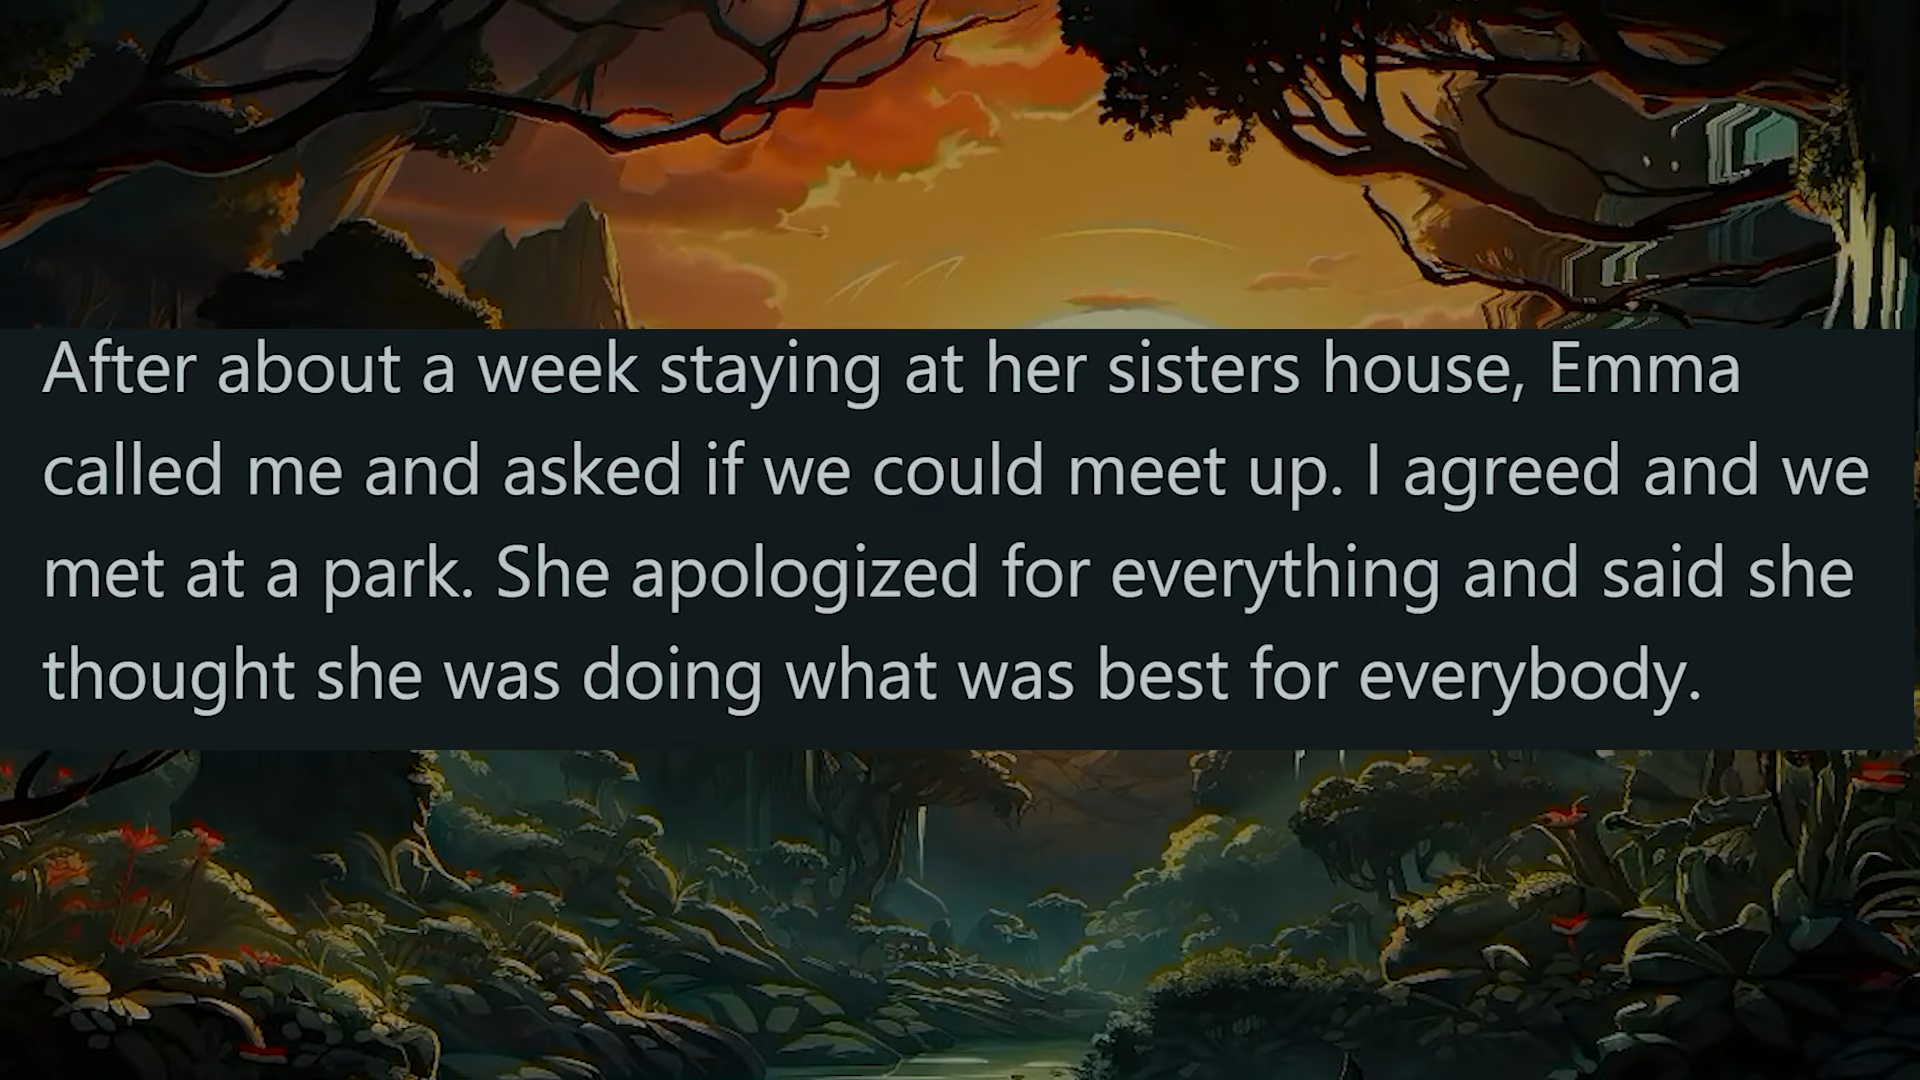 After about a week staying at her sisters house, Emma
called me and asked if we could meet up. I agreed and we
met at a park. She apologized for everything and said she
thought she was doing what was best for everybody.